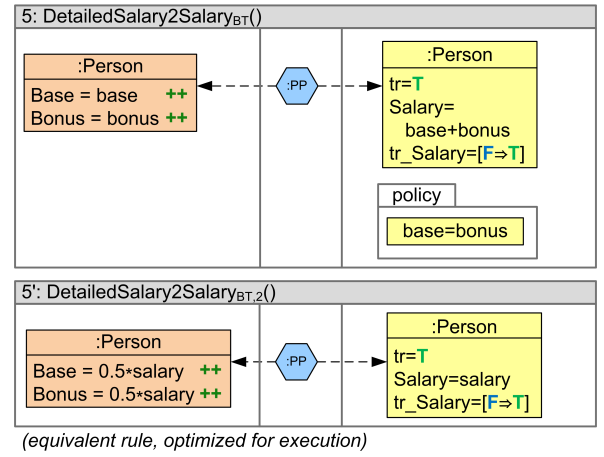 5: DetailedSalary2SalaryBT()
:Person
Base = base ++
Bonus = bonus ++
:PP
:Person
tr=T
Salary=
base+bonus
tr_Salary=[F⇒T]
policy
base=bonus
5': DetailedSalary2SalaryBT,2()
:Person
Base = 0.5*salary ++
Bonus = 0.5*salary ++
:PP
:Person
tr=T
Salary=salary
tr_Salary=[F⇒T]
(equivalent rule, optimized for execution)